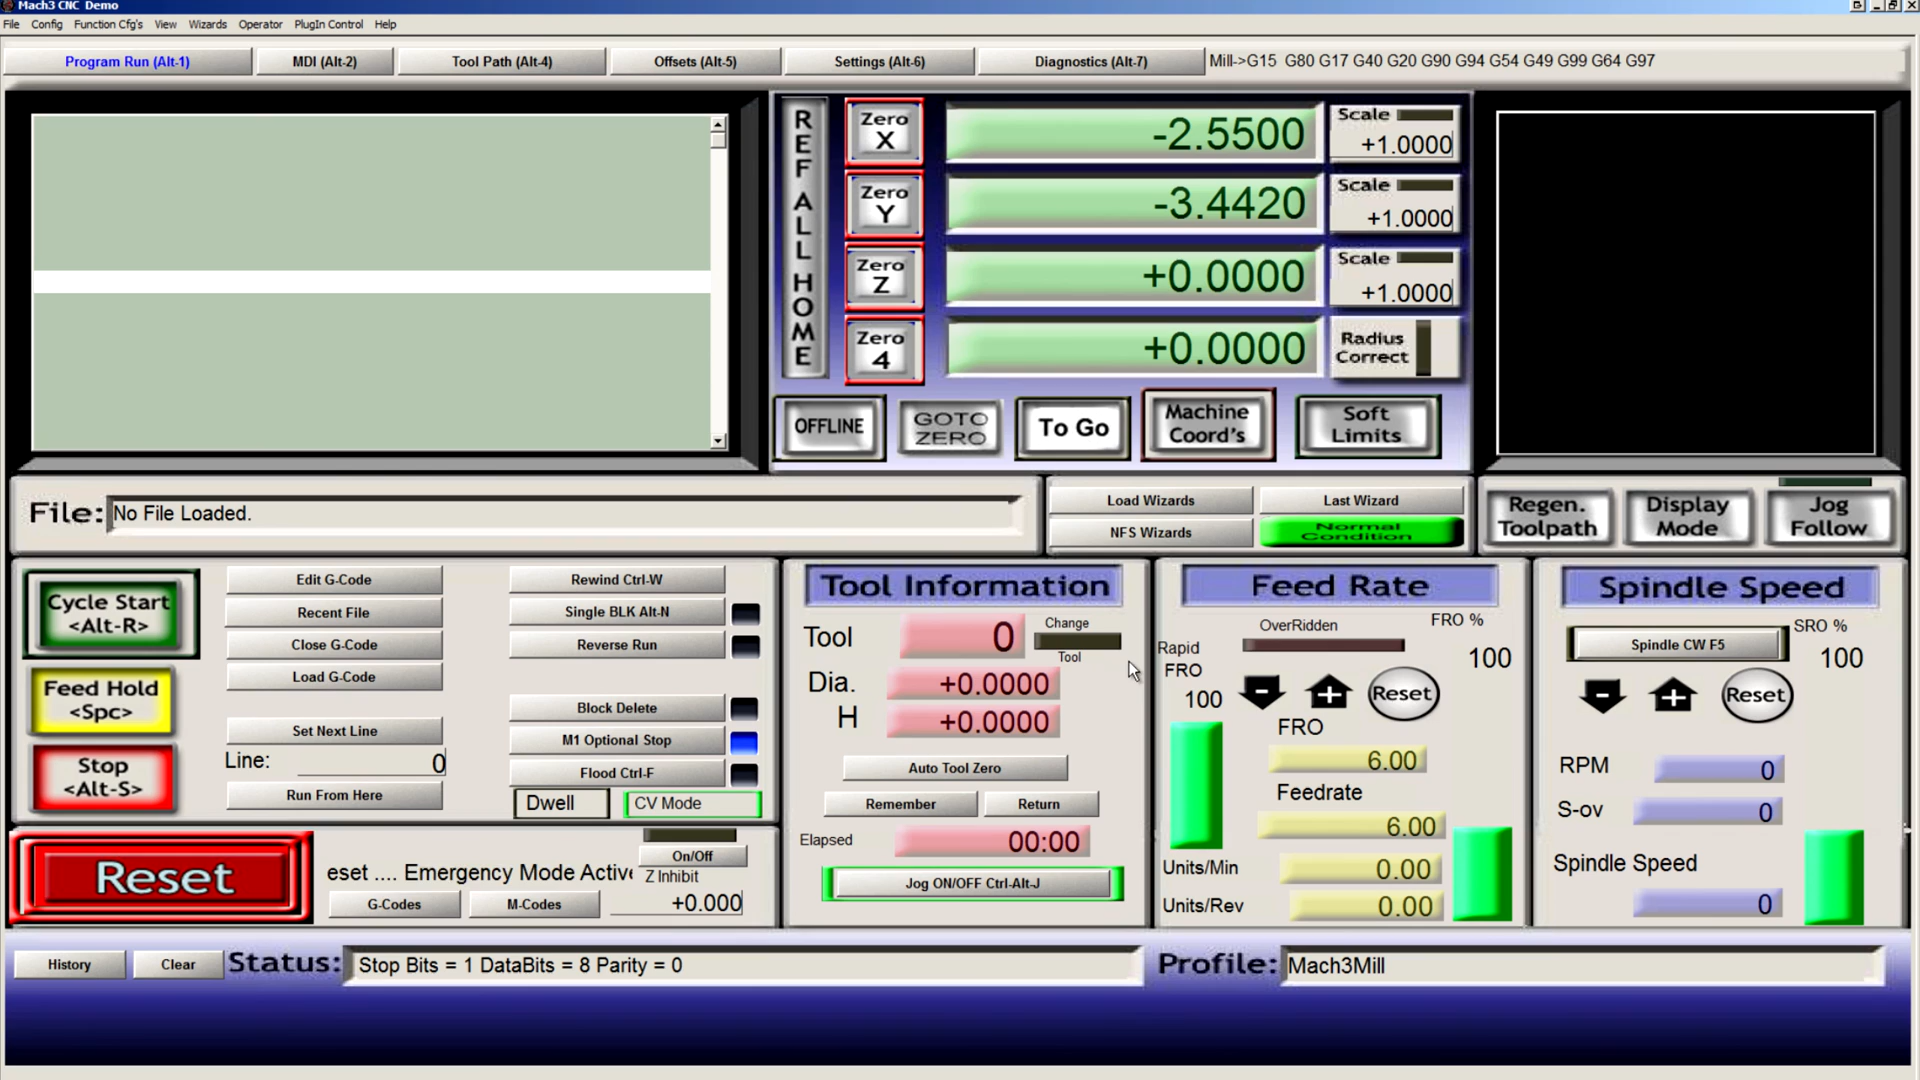 Mach3 CNC Demo
File Config Function Cfg's View Wizards Operator PlugIn Control Help
Program Run (Alt-1) MDI (Alt-2) Tool Path (Alt-4) Offsets (Alt-5) Settings (Alt-6) Diagnostics (Alt-7) Mill->G15 G80 G17 G40 G20 G90 G94 G54 G49 G99 G64 G97
REF ALL HOME
Zero X -2.5500 Scale +1.0000
Zero Y -3.4420 Scale +1.0000
Zero Z +0.0000 Scale +1.0000
Zero 4 +0.0000 Radius Correct
OFFLINE GOTO ZERO To Go Machine Coord's Soft Limits
File: No File Loaded.
Load Wizards Last Wizard
NFS Wizards Normal Condition
Regen. Toolpath Display Mode Jog Follow
Cycle Start <Alt-R>
Feed Hold <Spc>
Stop <Alt-S>
Edit G-Code
Recent File
Close G-Code
Load G-Code
Set Next Line
Line: 0
Run From Here
Rewind Ctrl-W
Single BLK Alt-N
Reverse Run
Block Delete
M1 Optional Stop
Flood Ctrl-F
Dwell CV Mode
Reset
eset .... Emergency Mode Active
G-Codes M-Codes
On/Off
Z Inhibit
+0.000
Tool Information
Tool 0 Change Tool
Dia. +0.0000
H +0.0000
Auto Tool Zero
Remember Return
Elapsed 00:00
Jog ON/OFF Ctrl-Alt-J
Feed Rate
OverRidden FRO %
Rapid FRO 100
100
- + Reset
FRO
6.00
Feedrate
6.00
Units/Min 0.00
Units/Rev 0.00
Spindle Speed
Spindle CW F5 SRO %
100
- + Reset
RPM 0
S-ov 0
Spindle Speed
0
History Clear Status: Stop Bits = 1 DataBits = 8 Parity = 0 Profile: Mach3Mill